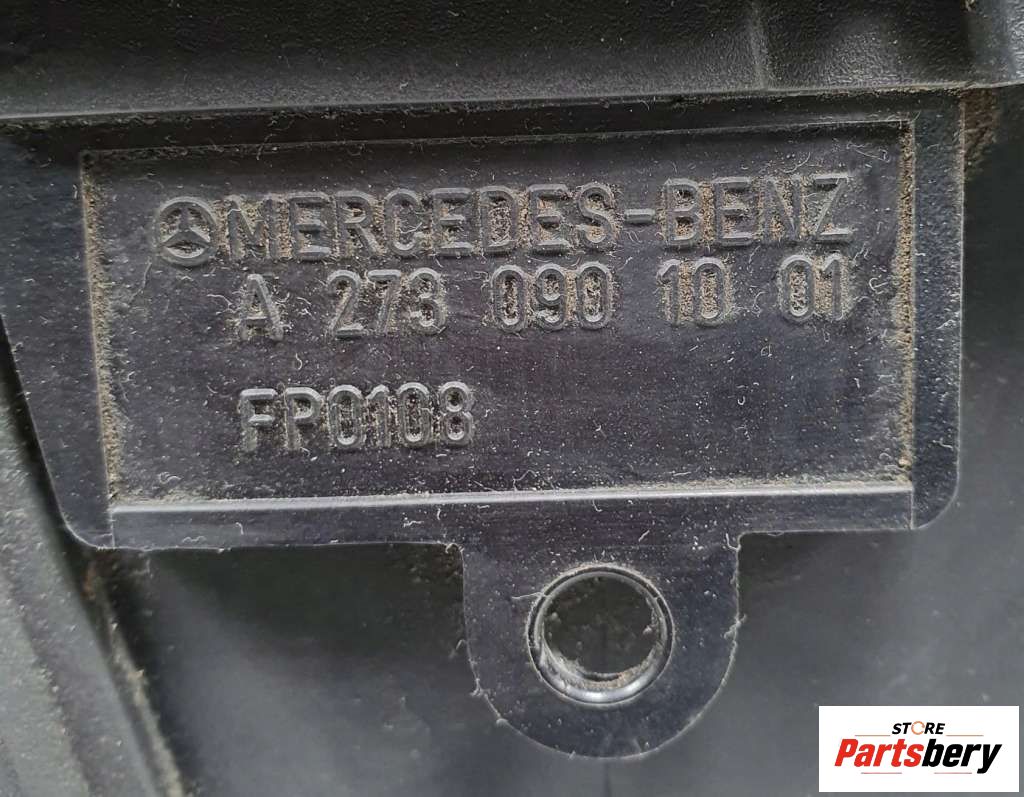 MERCEDES-BENZ
A 273 090 10 01
FP0108
STORE
Partsbery